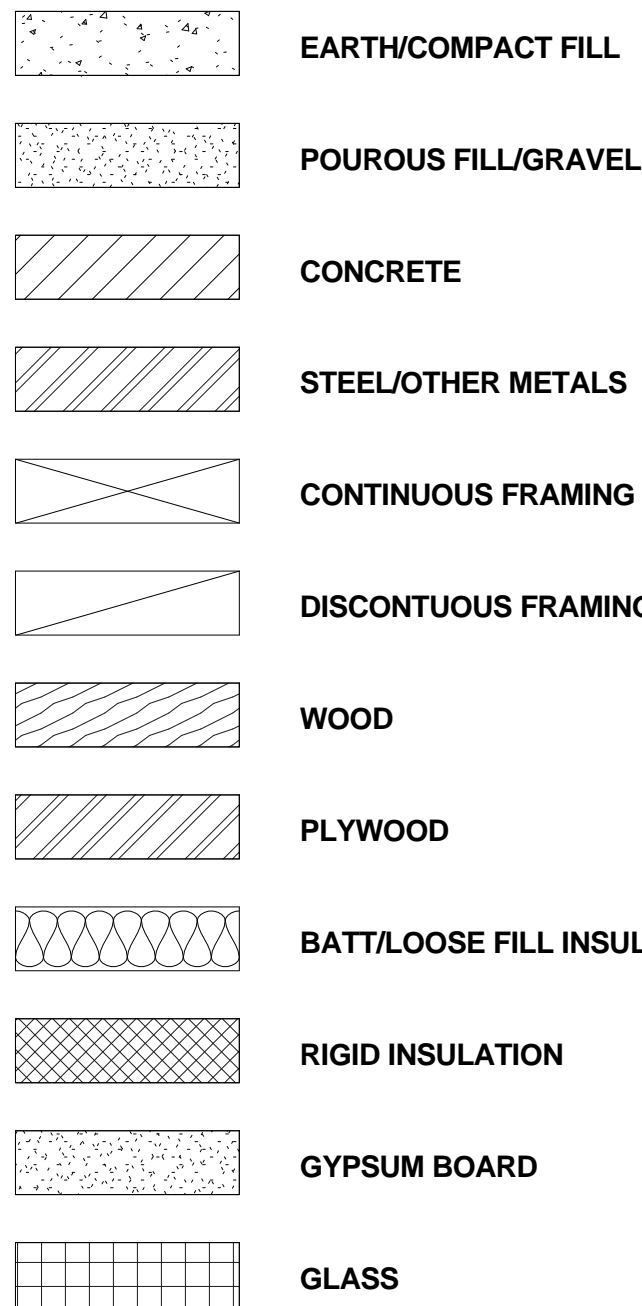 EARTH/COMPACT FILL
POUROUS FILL/GRAVEL
CONCRETE
STEEL/OTHER METALS
CONTINUOUS FRAMING
DISCONTUOUS FRAMING
WOOD
PLYWOOD
BATT/LOOSE FILL INSUL
RIGID INSULATION
GYPSUM BOARD
GLASS